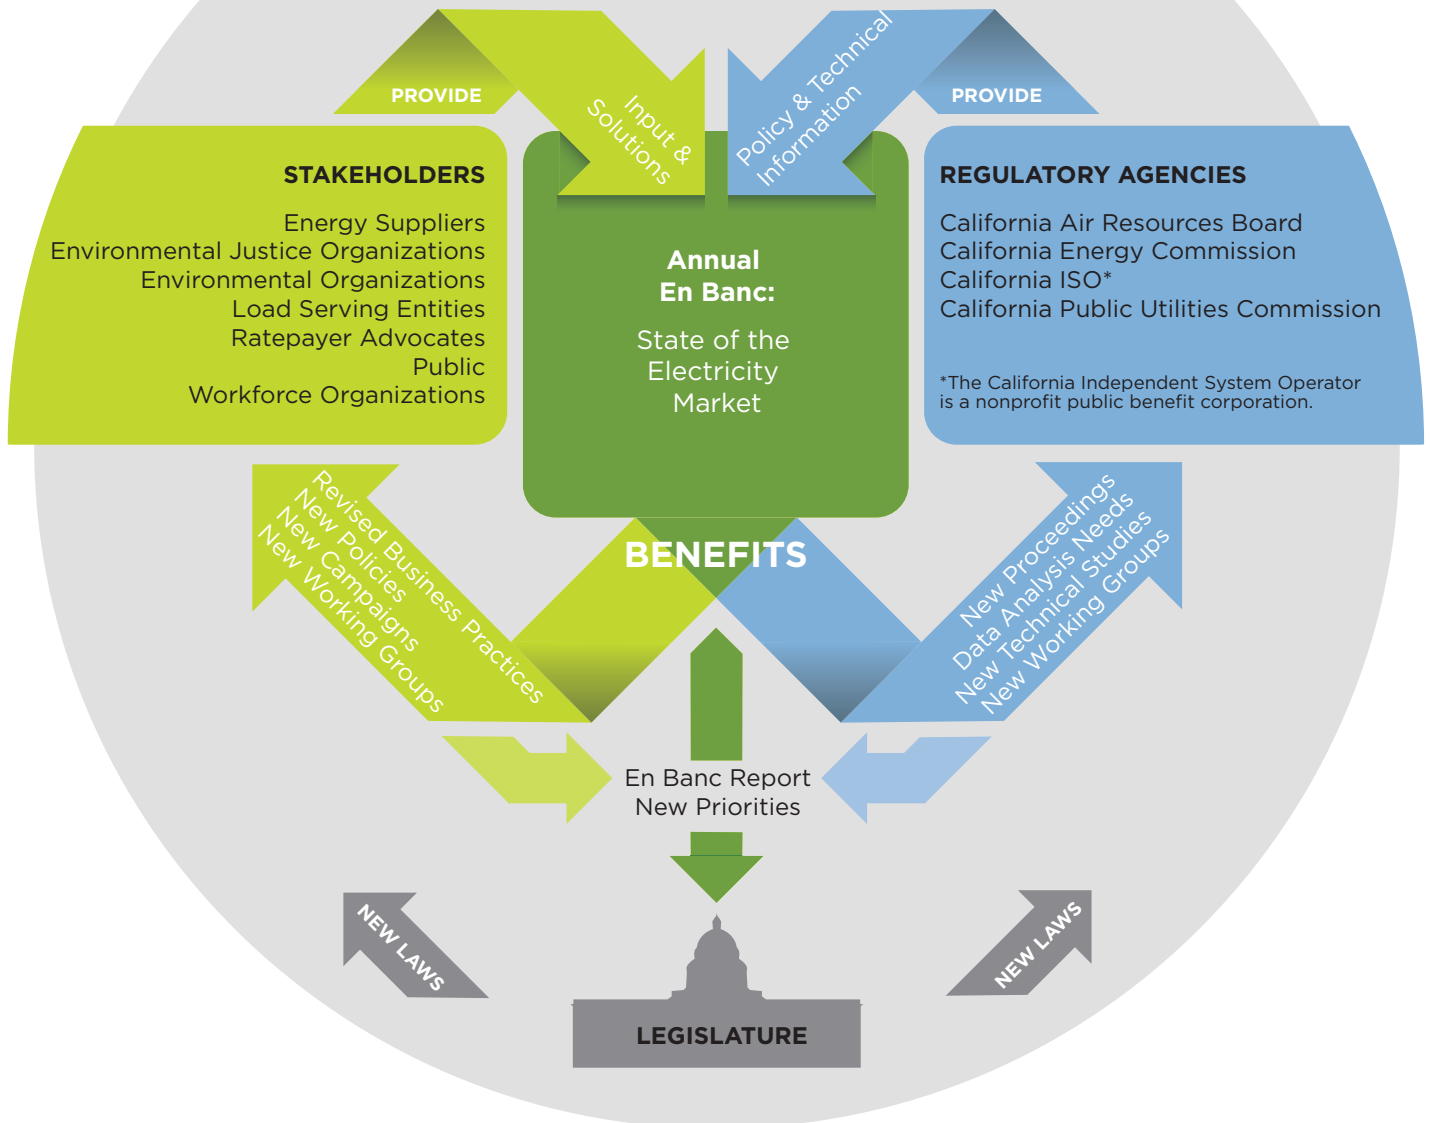 PROVIDE
Input &
Solutions
Policy & Technical
Information
PROVIDE
STAKEHOLDERS
Energy Suppliers
Environmental Justice Organizations
Environmental Organizations
Load Serving Entities
Ratepayer Advocates
Public
Workforce Organizations
Annual
En Banc:
State of the
Electricity
Market
REGULATORY AGENCIES
California Air Resources Board
California Energy Commission
California ISO*
California Public Utilities Commission
*The California Independent System Operator
is a nonprofit public benefit corporation.
BENEFITS
Revised Business Practices
New Policies
New Campaigns
New Working Groups
New Proceedings
Data Analysis Needs
New Technical Studies
New Working Groups
En Banc Report
New Priorities
NEW LAWS
NEW LAWS
LEGISLATURE